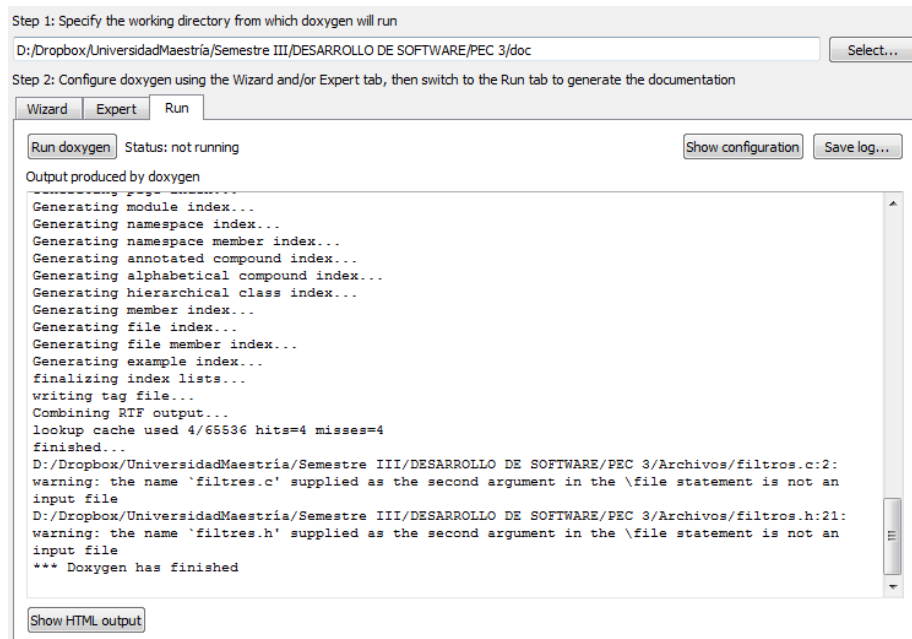 Step 1: Specify the working directory from which doxygen will run
D:/Dropbox/UniversidadMaestría/Semestre III/DESARROLLO DE SOFTWARE/PEC 3/doc
Select...
Step 2: Configure doxygen using the Wizard and/or Expert tab, then switch to the Run tab to generate the documentation
Wizard Expert Run
Run doxygen Status: not running Show configuration Save log...
Output produced by doxygen
Generating module index...
Generating namespace index...
Generating namespace member index...
Generating annotated compound index...
Generating alphabetical compound index...
Generating hierarchical class index...
Generating member index...
Generating file index...
Generating file member index...
Generating example index...
finalizing index lists...
writing tag file...
Combining RTF output...
lookup cache used 4/65536 hits=4 misses=4
finished...
D:/Dropbox/UniversidadMaestría/Semestre III/DESARROLLO DE SOFTWARE/PEC 3/Archivos/filtros.c:2:
warning: the name `filtres.c' supplied as the second argument in the \file statement is not an
input file
D:/Dropbox/UniversidadMaestría/Semestre III/DESARROLLO DE SOFTWARE/PEC 3/Archivos/filtros.h:21:
warning: the name `filtres.h' supplied as the second argument in the \file statement is not an
input file
*** Doxygen has finished
Show HTML output